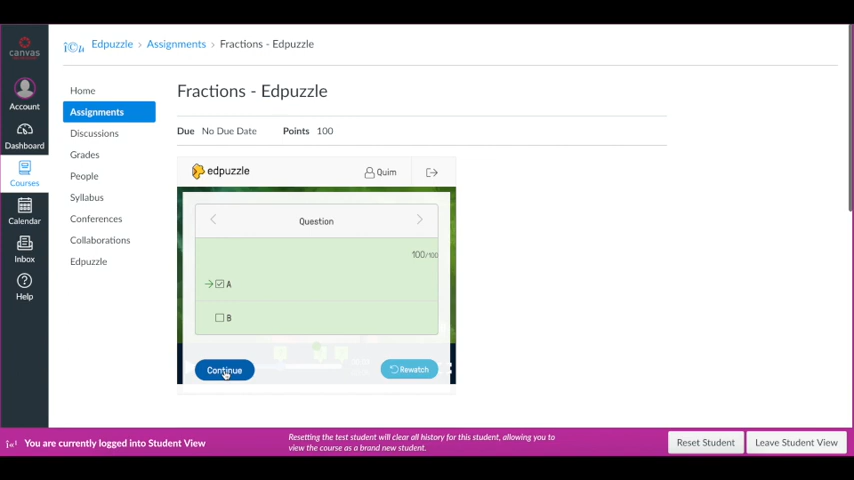 canvas
Account
Dashboard
Courses
Calendar
Inbox
Help
Edpuzzle > Assignments > Fractions - Edpuzzle
Home
Assignments
Discussions
Grades
People
Syllabus
Conferences
Collaborations
Edpuzzle
Fractions - Edpuzzle
Due No Due Date Points 100
edpuzzle Quim
Question
100/100
A
B
Continue Rewatch
You are currently logged into Student View
Resetting the test student will clear all history for this student, allowing you to
view the course as a brand new student.
Reset Student Leave Student View